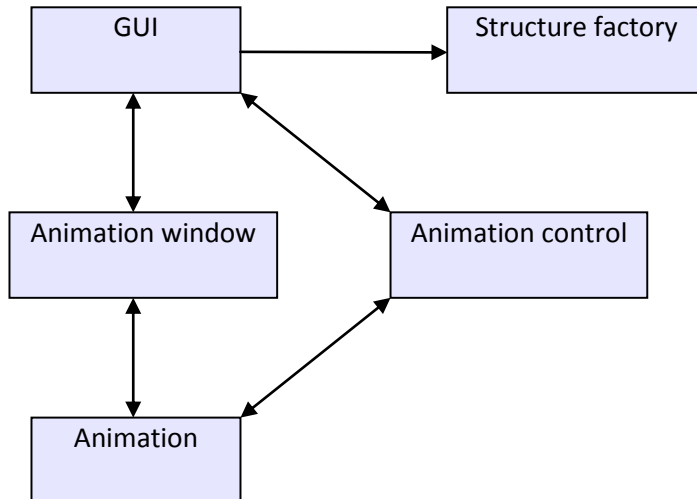 GUI
Structure factory
Animation window
Animation control
Animation